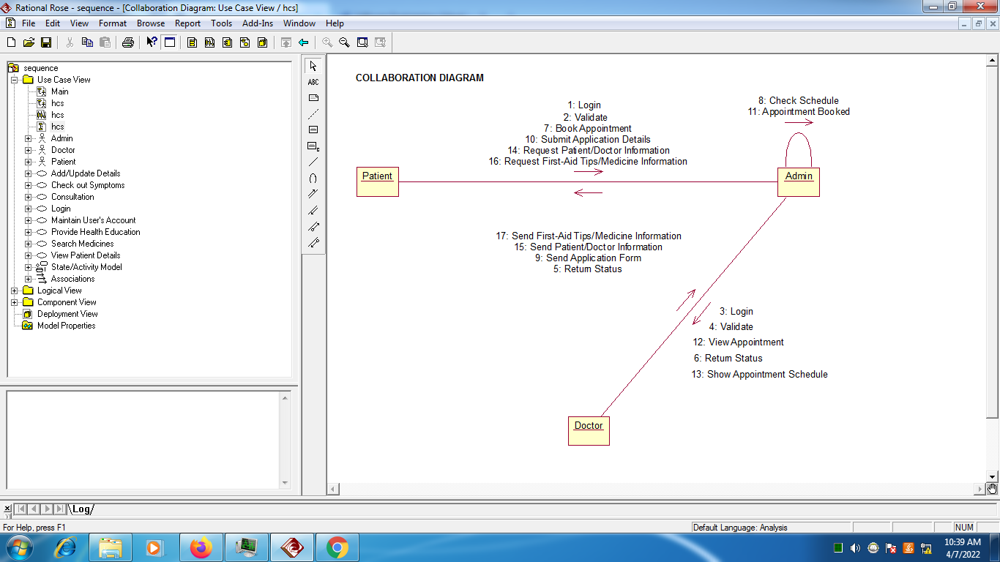 Rational Rose - sequence - [Collaboration Diagram: Use Case View / hcs]
File Edit View Format Browse Report Tools Add-Ins Window Help
sequence
Use Case View
Main
hcs
hcs
hcs
Admin
Doctor
Patient
Add/Update Details
Check out Symptoms
Consultation
Login
Maintain User's Account
Provide Health Education
Search Medicines
View Patient Details
State/Activity Model
Associations
Logical View
Component View
Deployment View
Model Properties
ABC
COLLABORATION DIAGRAM
1: Login
2: Validate
7: Book Appointment
10: Submit Application Details
14: Request Patient/Doctor Information
16: Request First-Aid Tips/Medicine Information
8: Check Schedule
11: Appointment Booked
Patient
Admin
17: Send First-Aid Tips/Medicine Information
15: Send Patient/Doctor Information
9: Send Application Form
5: Return Status
3: Login
4: Validate
12: View Appointment
6: Return Status
13: Show Appointment Schedule
Doctor
Log
For Help, press F1
Default Language: Analysis
NUM
10:39 AM
4/7/2022